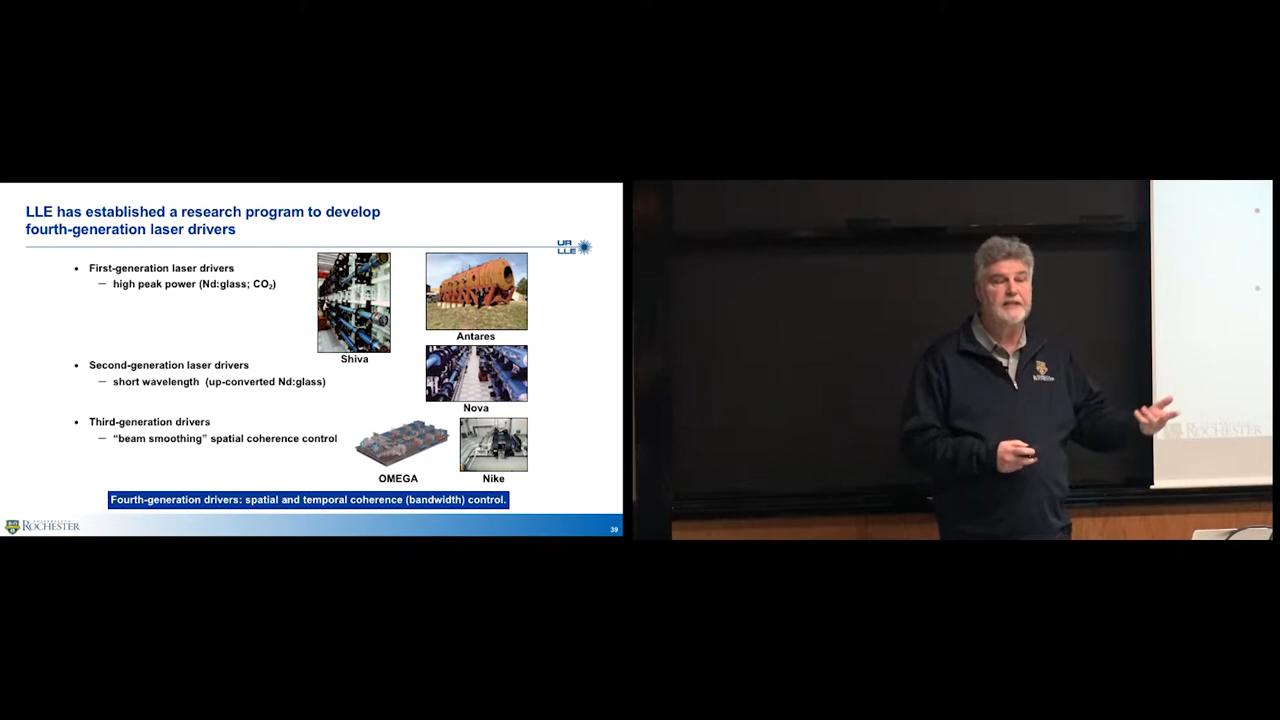 LLE has established a research program to develop
fourth-generation laser drivers
UR
LLE
• First-generation laser drivers
– high peak power (Nd:glass; CO₂)
Shiva
Antares
• Second-generation laser drivers
– short wavelength (up-converted Nd:glass)
Nova
• Third-generation drivers
– “beam smoothing” spatial coherence control
OMEGA
Nike
Fourth-generation drivers: spatial and temporal coherence (bandwidth) control.
UNIVERSITY of
ROCHESTER
39
ROCHESTER